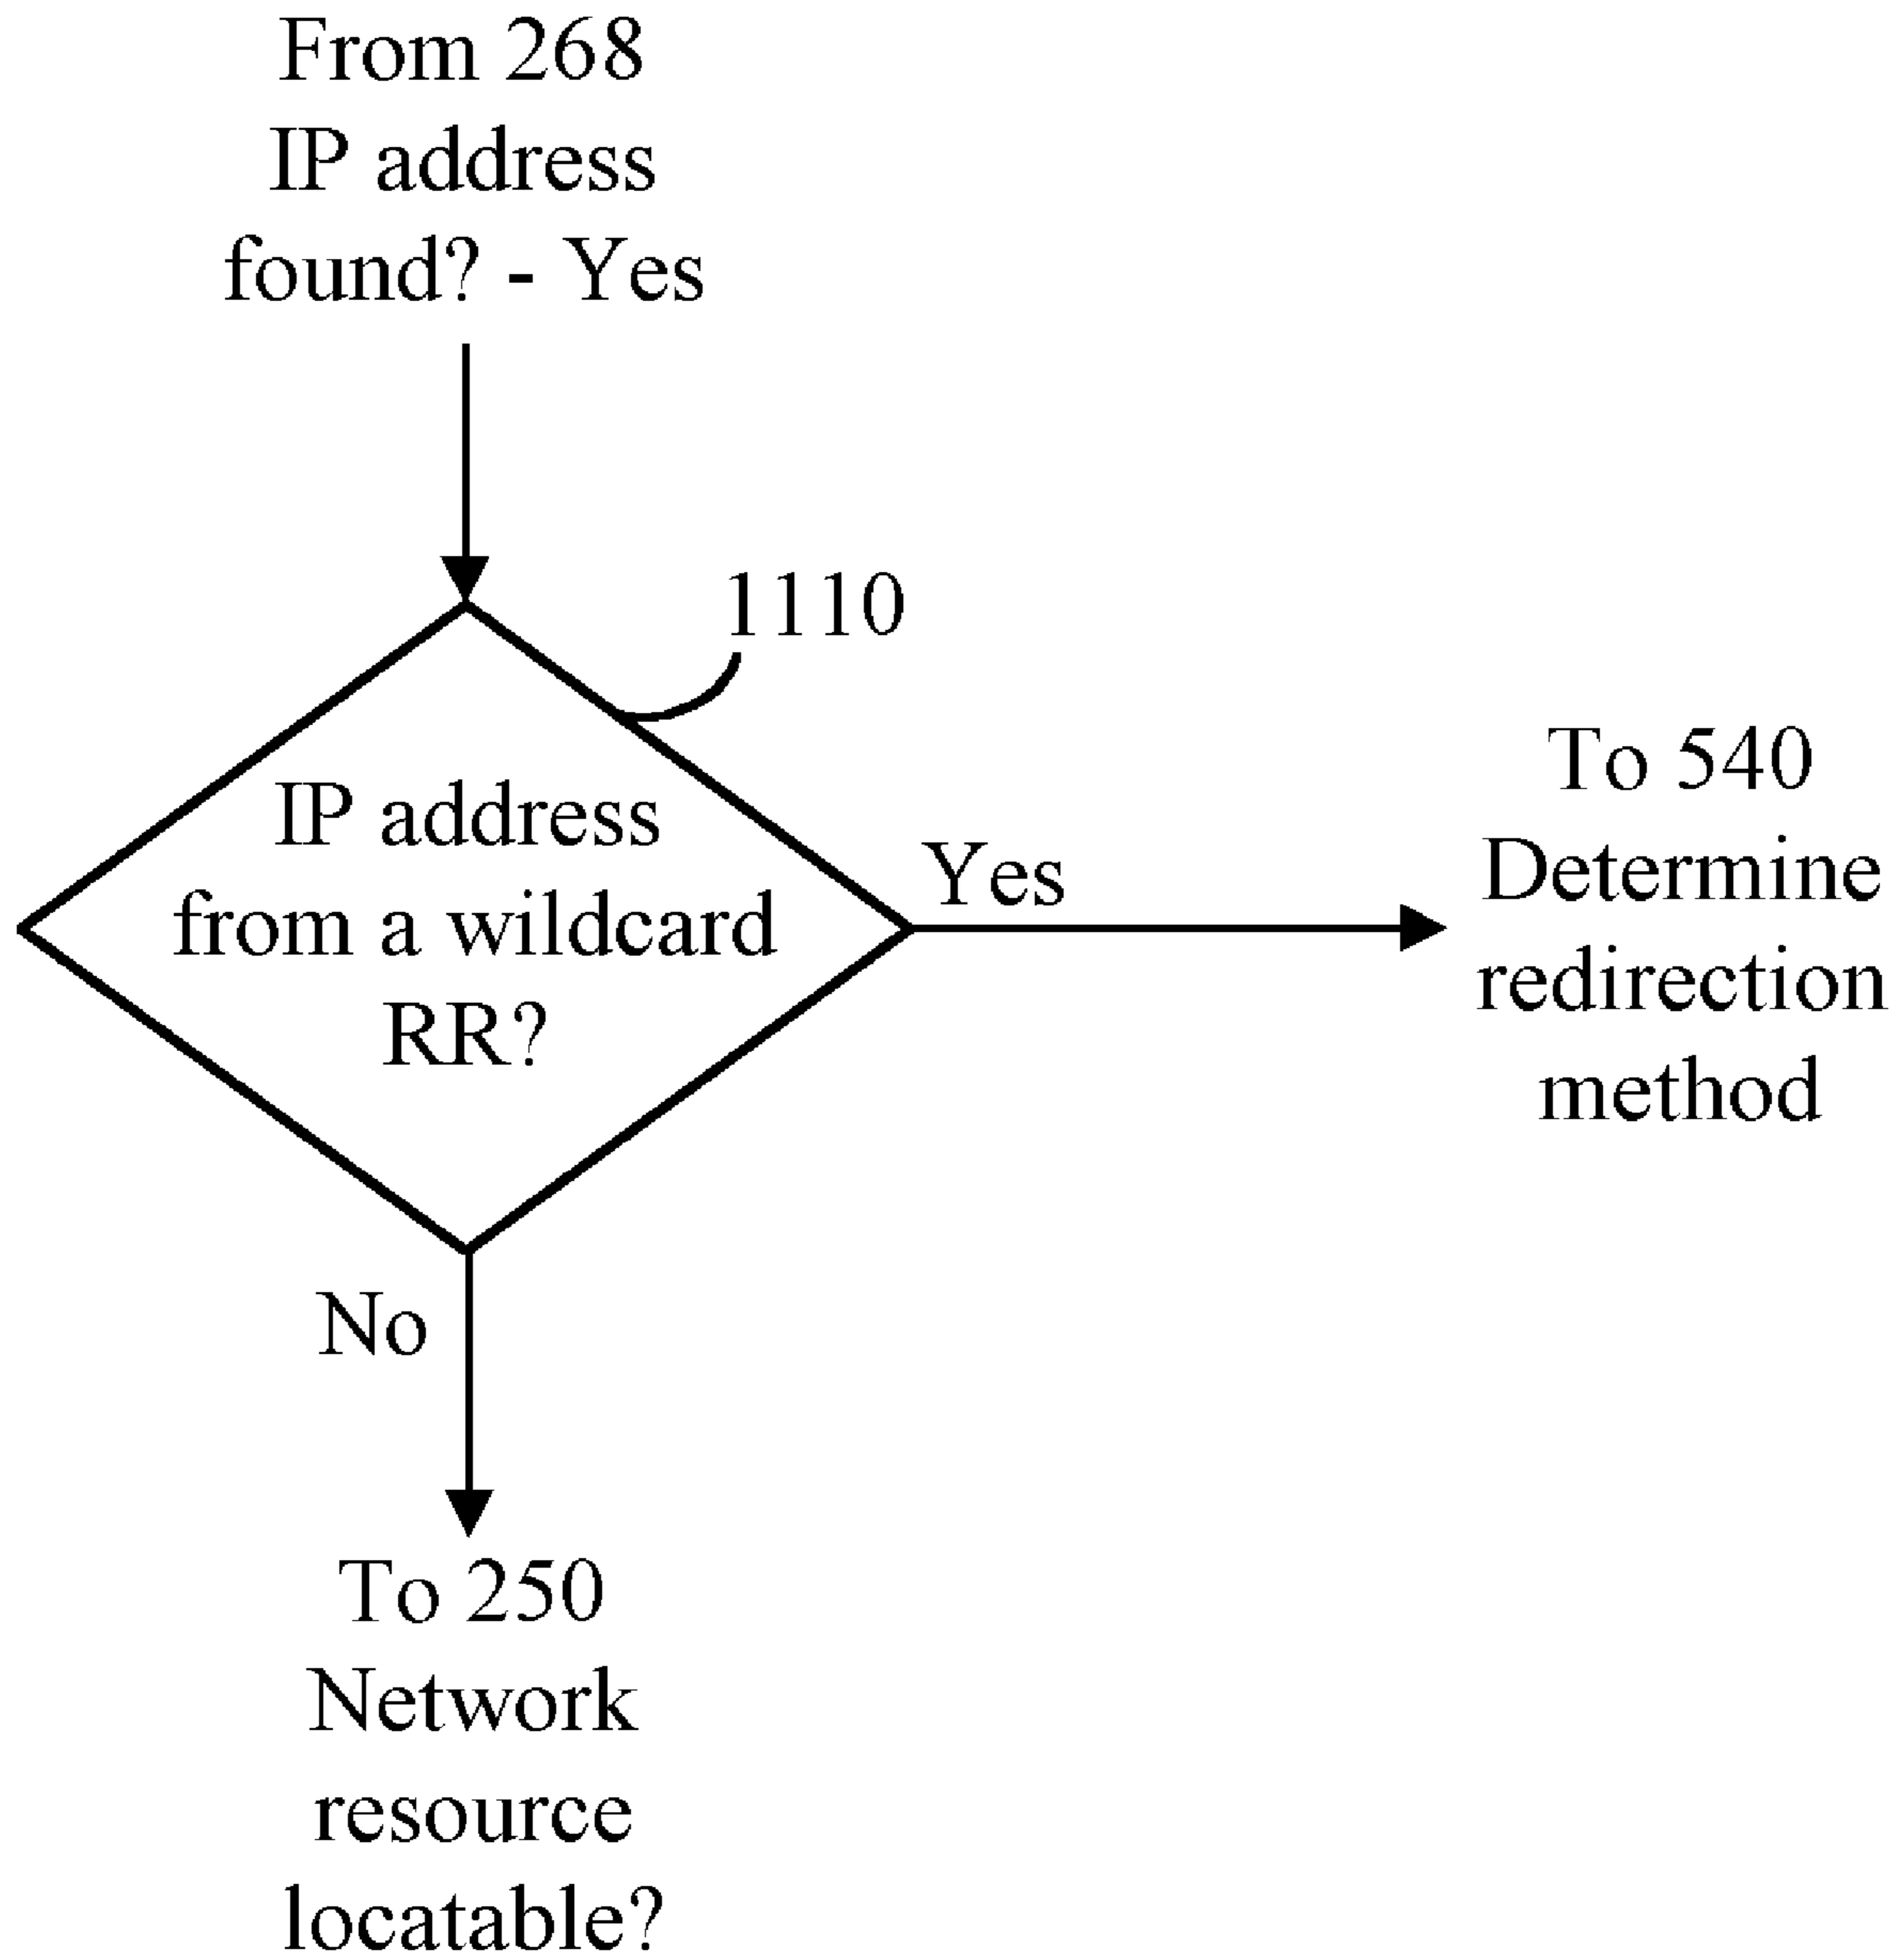 From 268
IP address
found? - Yes
1110
IP address
from a wildcard
RR?
Yes
To 540
Determine
redirection
method
No
To 250
Network
resource
locatable?